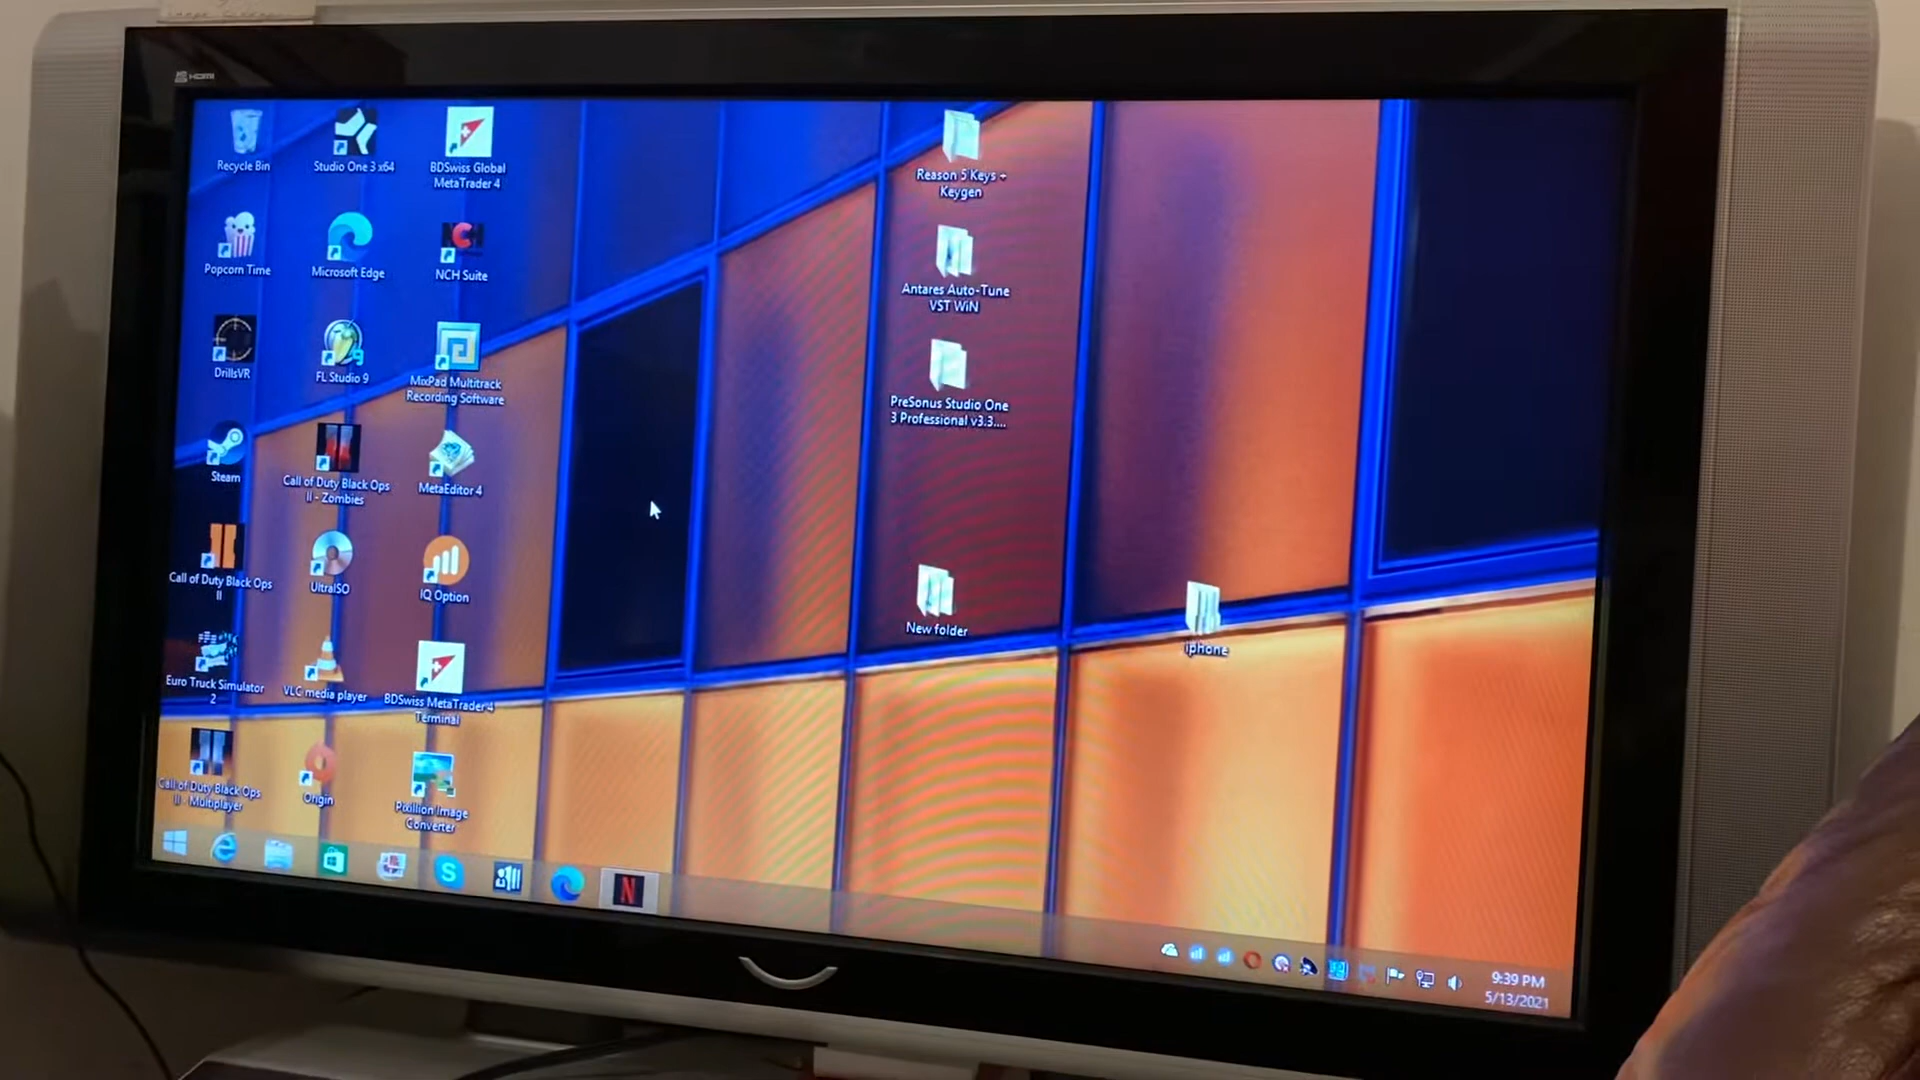 HDMI
Recycle Bin
Studio One 3 x64
BDSwiss Global
MetaTrader 4
Popcorn Time
Microsoft Edge
NCH
NCH Suite
DrillsVR
FL Studio 9
MixPad Multitrack
Recording Software
Steam
Call of Duty Black Ops
II - Zombies
MetaEditor 4
Call of Duty Black Ops
II
UltraISO
IQ Option
Euro Truck Simulator
2
VLC media player
BDSwiss MetaTrader 4
Terminal
Call of Duty Black Ops
II - Multiplayer
Origin
Pixillion Image
Converter
Reason 5 Keys +
Keygen
Antares Auto-Tune
VST WiN
PreSonus Studio One
3 Professional v3.3....
New folder
iphone
S
N
9:39 PM
5/13/2021